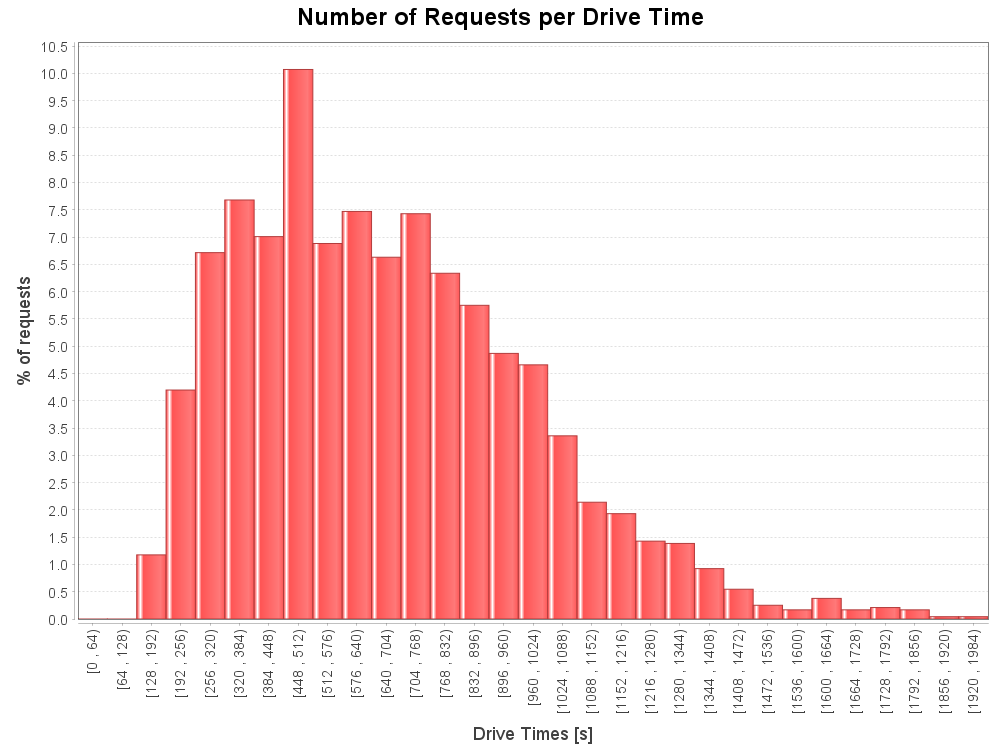 Number of Requests per Drive Time
10.5
10.0
9.5
9.0
8.5
8.0
7.5
7.0
6.5
6.0
5.5
5.0
4.5
4.0
3.5
3.0
2.5
2.0
1.5
1.0
0.5
0.0
% of requests
[0 , 64)
[64 , 128)
[128 , 192)
[192 , 256)
[256 , 320)
[320 , 384)
[384 , 448)
[448 , 512)
[512 , 576)
[576 , 640)
[640 , 704)
[704 , 768)
[768 , 832)
[832 , 896)
[896 , 960)
[960 , 1024)
[1024 , 1088)
[1088 , 1152)
[1152 , 1216)
[1216 , 1280)
[1280 , 1344)
[1344 , 1408)
[1408 , 1472)
[1472 , 1536)
[1536 , 1600)
[1600 , 1664)
[1664 , 1728)
[1728 , 1792)
[1792 , 1856)
[1856 , 1920)
[1920 , 1984)
Drive Times [s]